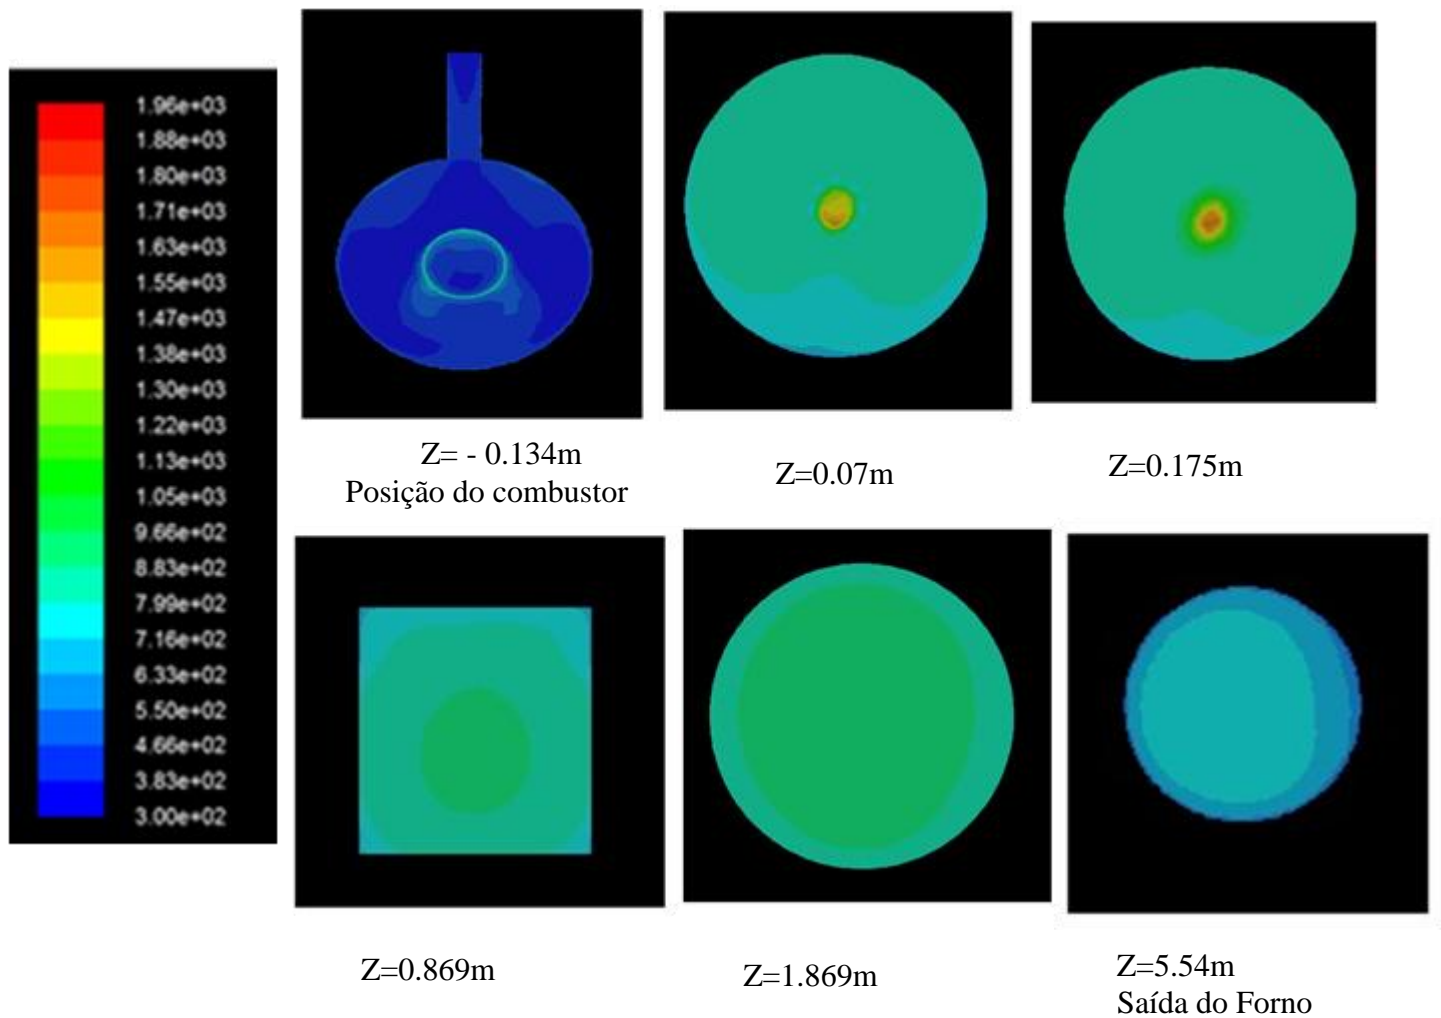 1.96e+03
1.88e+03
1.80e+03
1.71e+03
1.63e+03
1.55e+03
1.47e+03
1.38e+03
1.30e+03
1.22e+03
1.13e+03
1.05e+03
9.66e+02
8.83e+02
7.99e+02
7.16e+02
6.33e+02
5.50e+02
4.66e+02
3.83e+02
3.00e+02
Z= - 0.134m
Posição do combustor
Z=0.07m
Z=0.175m
Z=0.869m
Z=1.869m
Z=5.54m
Saída do Forno